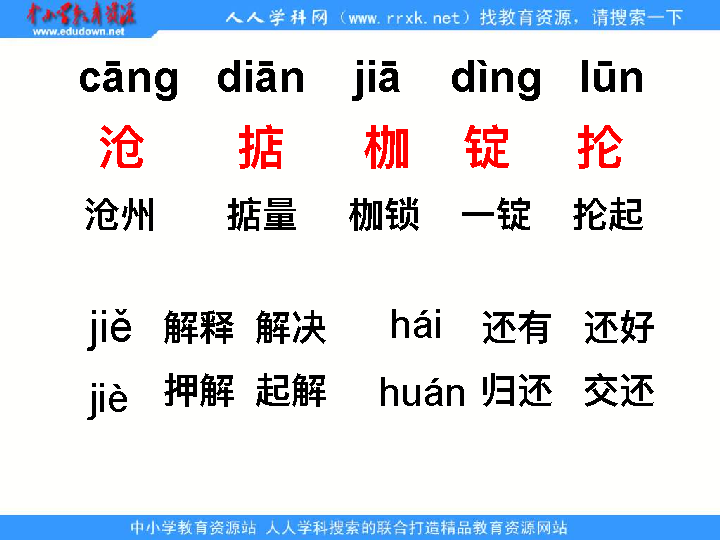 中小学教育资源
www.edudown.net
人人学科网（www.rrxk.net）找教育资源，请搜索一下
cāng diān jiā dìng lūn
沧 掂 枷 锭 抡
沧州 掂量 枷锁 一锭 抡起
jiě 解释 解决 hái 还有 还好
jiè 押解 起解 huán 归还 交还
中小学教育资源站 人人学科搜索的联合打造精品教育资源网站